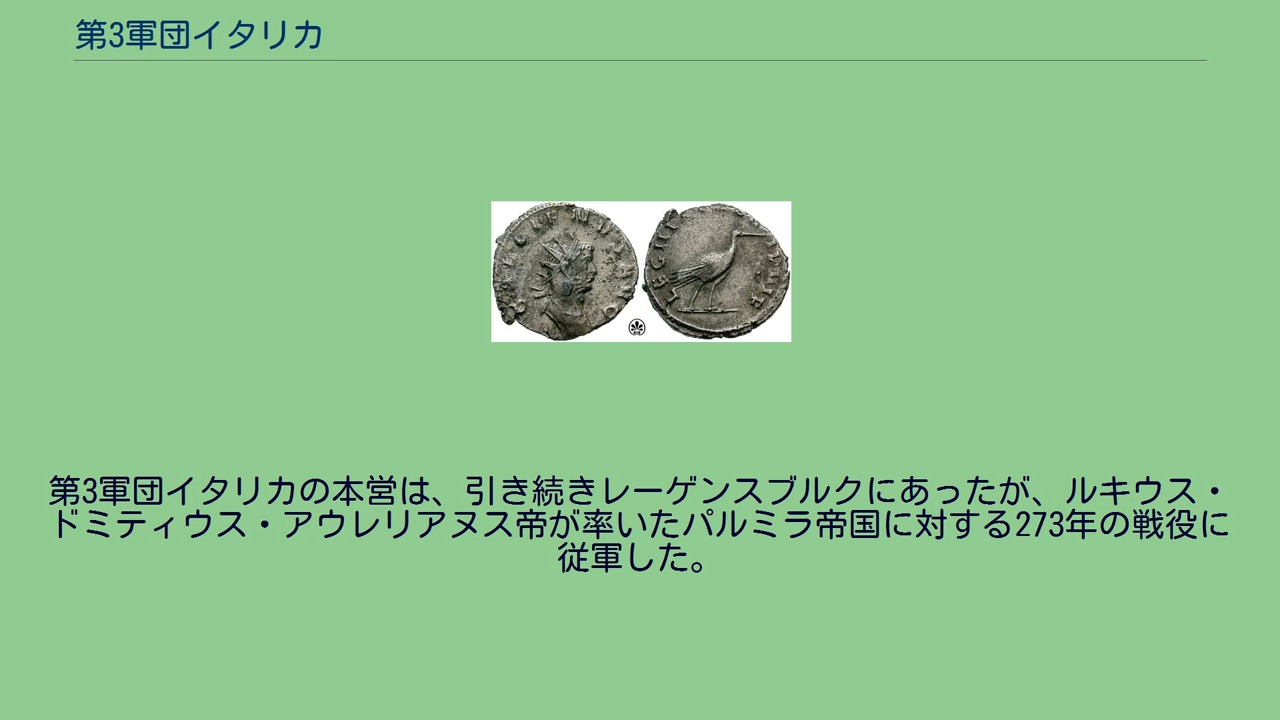 第3軍団イタリカ
第3軍団イタリカの本営は、引き続きレーゲンスブルクにあったが、ルキウス・
ドミティウス・アウレリアヌス帝が率いたパルミラ帝国に対する273年の戦役に
従軍した。